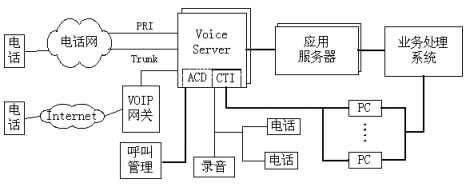 PRI
Voice
Server
应用
服务器
业务处理
系统
电话
电话网
Trunk
ACD
CTI
VOIP
网关
电话
Internet
PC
电话
呼叫
管理
录音
电话
PC